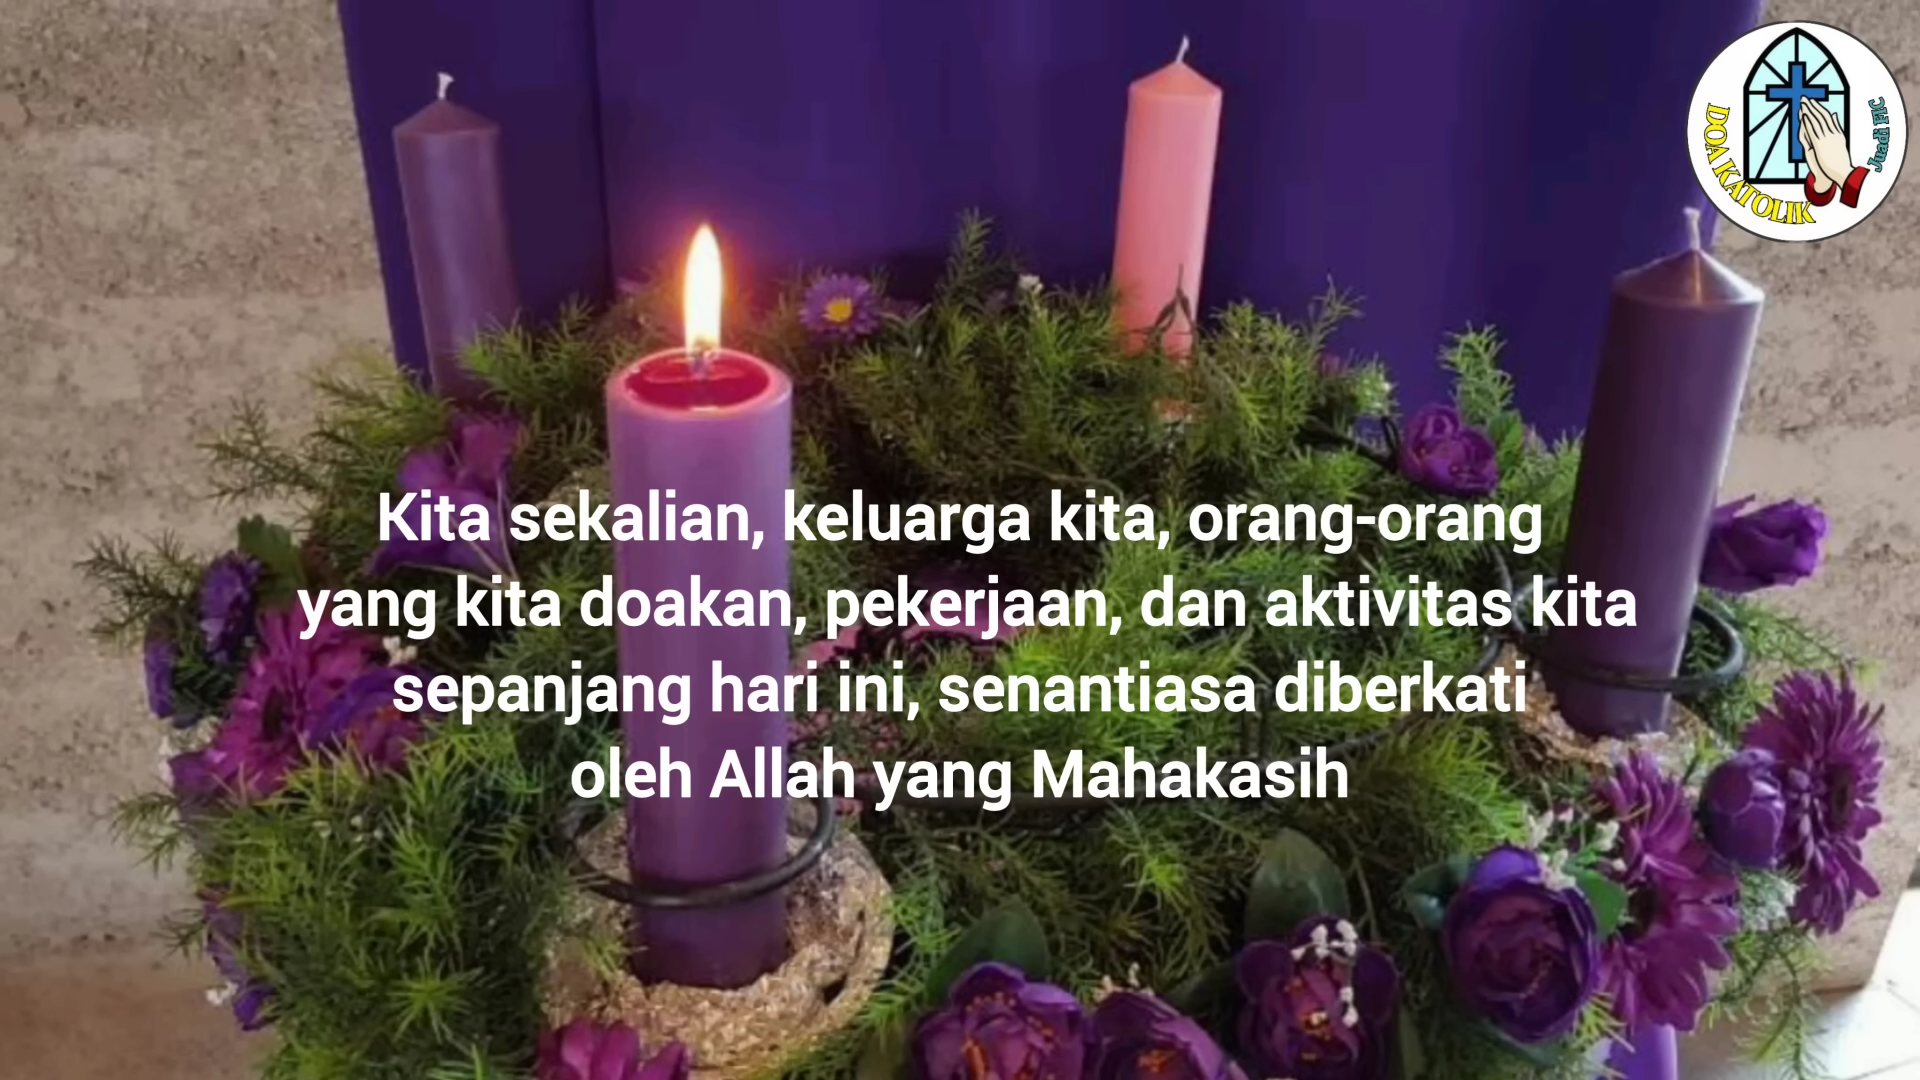 Kita sekalian, keluarga kita, orang-orang
yang kita doakan, pekerjaan, dan aktivitas kita
sepanjang hari ini, senantiasa diberkati
oleh Allah yang Mahakasih
DOA KATOLIK
Juadi FIC